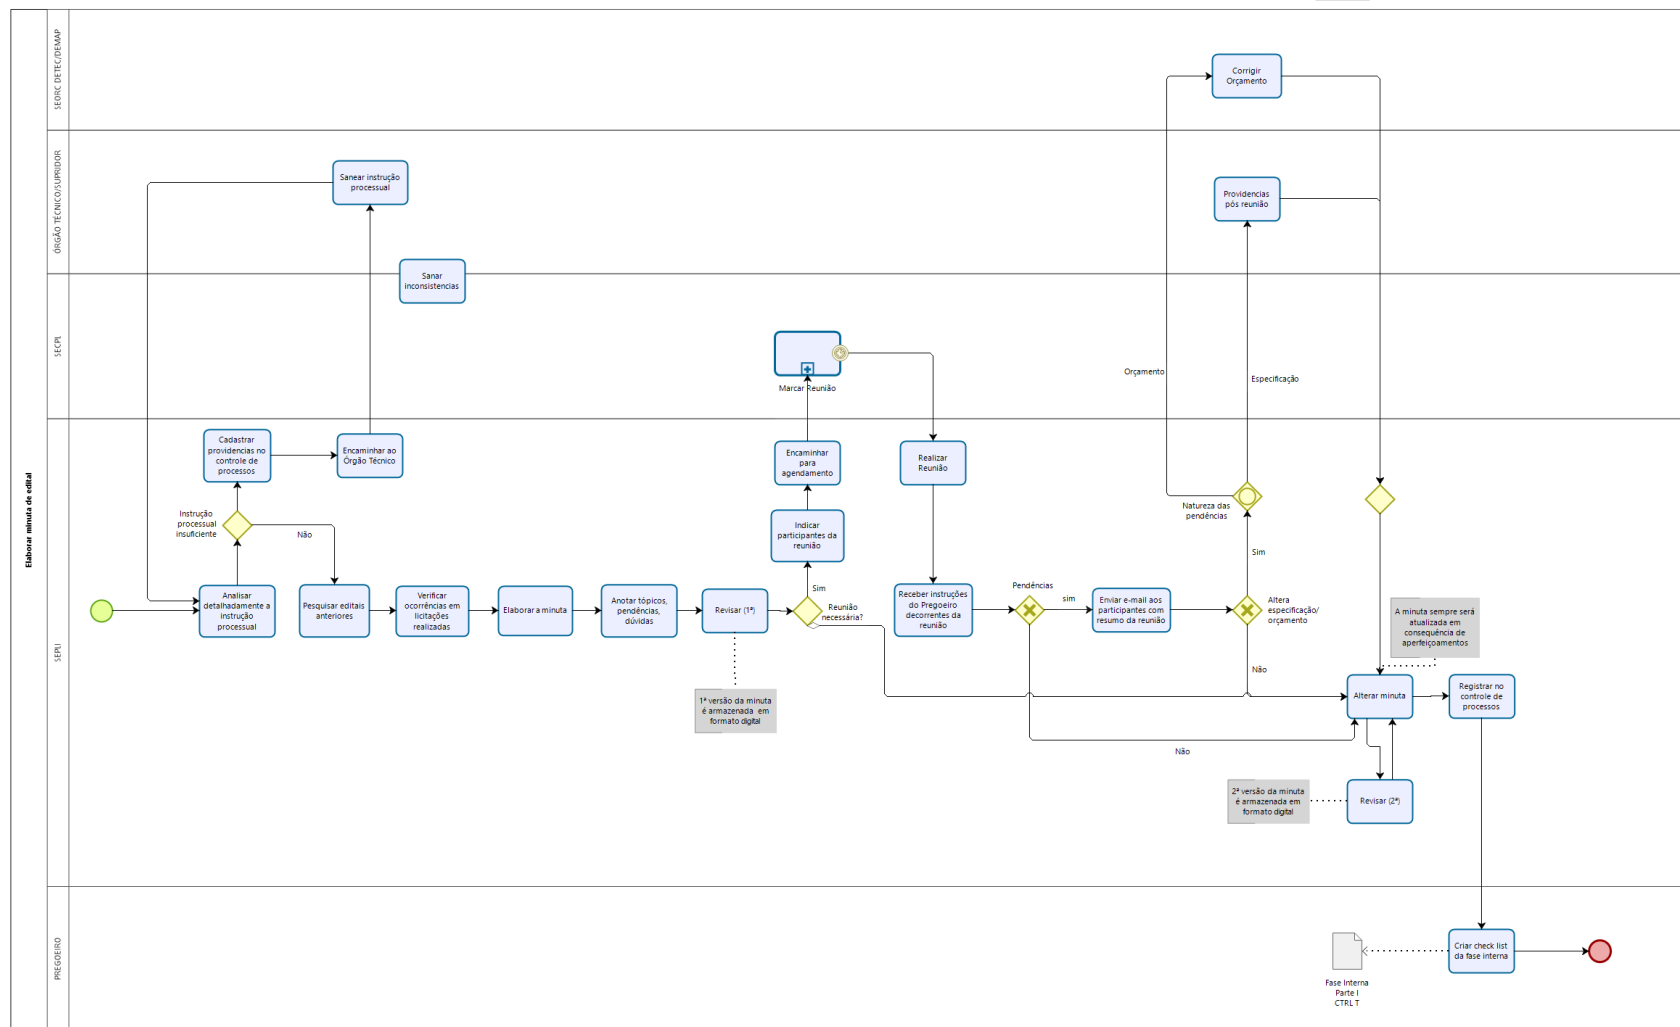 Elaborar minuta de edital
SEORC DETEC/DEMAP
Corrigir
Orçamento
ÓRGÃO TÉCNICO/SUPRIDOR
Sanear instrução
processual
Providencias
pós reunião
Sanar
inconsistencias
SECPL
Marcar Reunião
Orçamento
Especificação
SEPLI
Cadastrar
providencias no
controle de
processos
Encaminhar ao
Órgão Técnico
Instrução
processual
insuficiente
Não
Analisar
detalhadamente a
instrução
processual
Pesquisar editais
anteriores
Verificar
ocorrências em
licitações
realizadas
Elaborar a minuta
Anotar tópicos,
pendências,
dúvidas
Revisar (1ª)
1ª versão da minuta
é armazenada em
formato digital
Encaminhar
para
agendamento
Indicar
participantes da
reunião
Sim
Reunião
necessária?
Realizar
Reunião
Receber instruções
do Pregoeiro
decorrentes da
reunião
Pendências
sim
Não
Enviar e-mail aos
participantes com
resumo da reunião
Natureza das
pendências
Sim
Altera
especificação/
orçamento
Não
A minuta sempre será
atualizada em
consequência de
aperfeiçoamentos
Alterar minuta
Registrar no
controle de
processos
2ª versão da minuta
é armazenada em
formato digital
Revisar (2ª)
PREGOEIRO
Criar check list
da fase interna
Fase Interna
Parte I
CTRL T